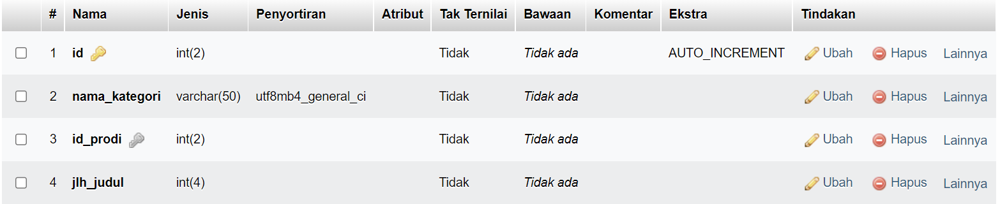 # Nama Jenis Penyortiran Atribut Tak Ternilai Bawaan Komentar Ekstra Tindakan
1 id int(2) Tidak Tidak ada AUTO_INCREMENT Ubah Hapus Lainnya
2 nama_kategori varchar(50) utf8mb4_general_ci Tidak Tidak ada Ubah Hapus Lainnya
3 id_prodi int(2) Tidak Tidak ada Ubah Hapus Lainnya
4 jlh_judul int(4) Tidak Tidak ada Ubah Hapus Lainnya